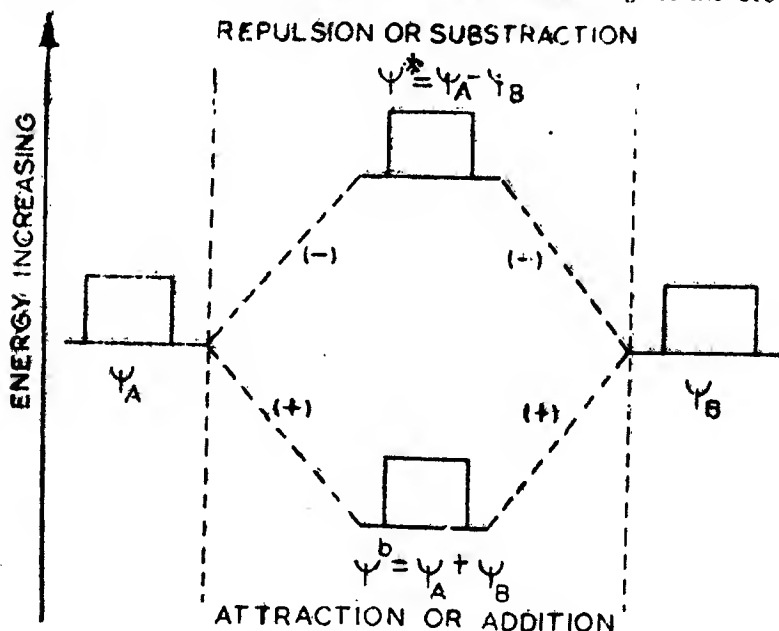 REPULSION OR SUBSTRACTION
ψ* = ψA - ψB
ENERGY INCREASING
(-)
(-)
ψA
ψB
(+)
(+)
ψb = ψA + ψB
ATTRACTION OR ADDITION